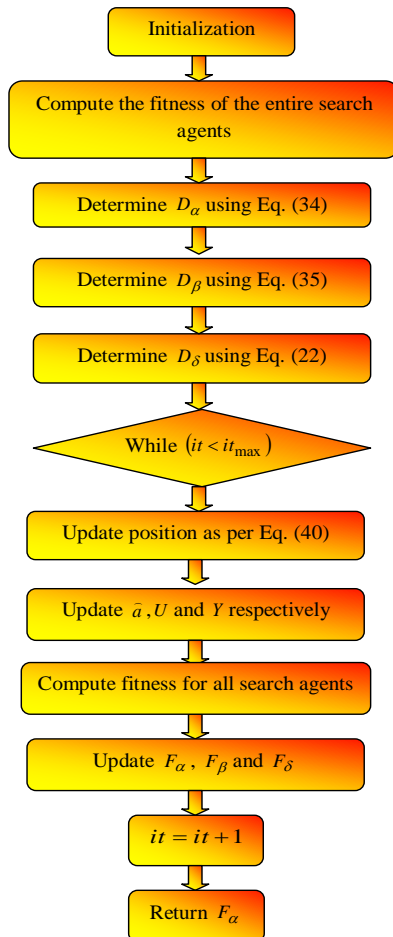 Initialization
Compute the fitness of the entire search
agents
Determine D_α using Eq. (34)
Determine D_β using Eq. (35)
Determine D_δ using Eq. (22)
While (it < it_max)
Update position as per Eq. (40)
Update ā , U and Y respectively
Compute fitness for all search agents
Update F_α , F_β and F_δ
it = it + 1
Return F_α